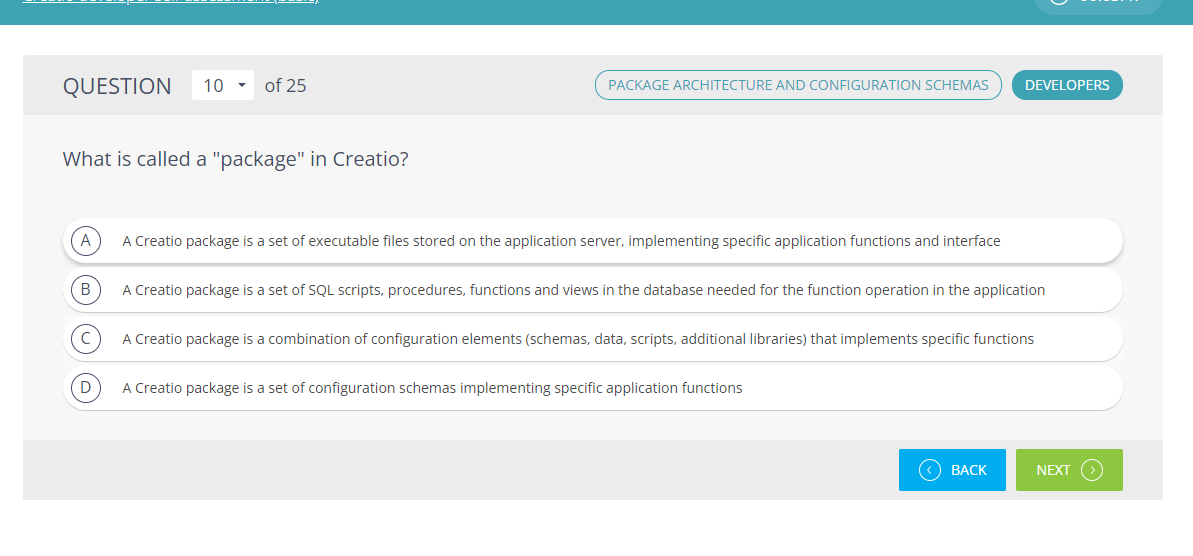 QUESTION 10 of 25
PACKAGE ARCHITECTURE AND CONFIGURATION SCHEMAS
DEVELOPERS
What is called a "package" in Creatio?
A A Creatio package is a set of executable files stored on the application server, implementing specific application functions and interface
B A Creatio package is a set of SQL scripts, procedures, functions and views in the database needed for the function operation in the application
C A Creatio package is a combination of configuration elements (schemas, data, scripts, additional libraries) that implements specific functions
D A Creatio package is a set of configuration schemas implementing specific application functions
BACK
NEXT